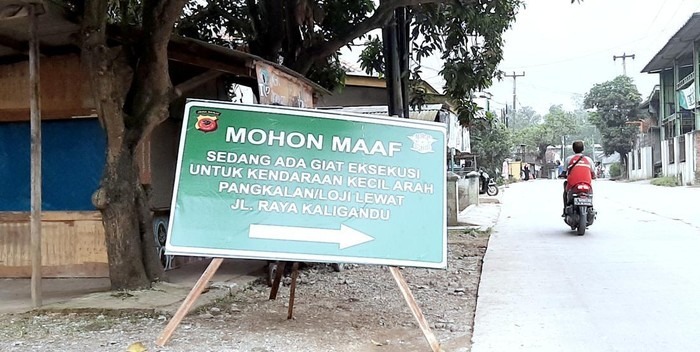 MOHON MAAF
SEDANG ADA GIAT EKSEKUSI
UNTUK KENDARAAN KECIL ARAH
PANGKALAN/LOJI LEWAT
JL. RAYA KALIGANDU